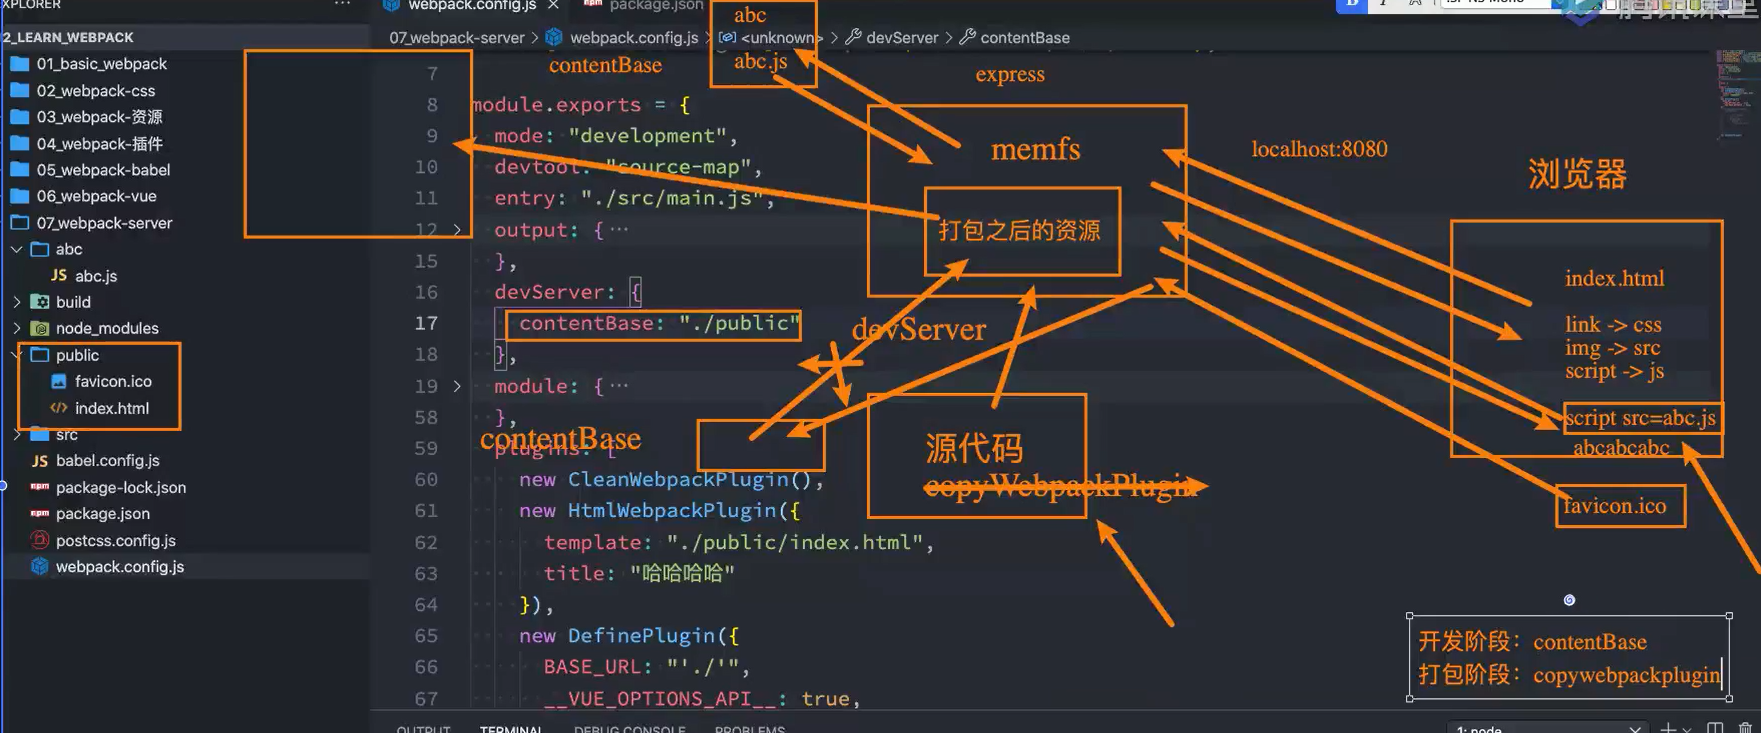 XPLORER
webpack.config.js
package.json
abc
2_LEARN_WEBPACK
07_webpack-server > webpack.config.js > <unknown> > devServer > contentBase
01_basic_webpack
02_webpack-css
03_webpack-资源
04_webpack-插件
05_webpack-babel
06_webpack-vue
07_webpack-server
abc
JS abc.js
build
node_modules
public
favicon.ico
index.html
src
JS babel.config.js
package-lock.json
package.json
postcss.config.js
webpack.config.js
contentBase
abc.js
express
7
8 module.exports = {
9 mode: "development",
10 devtool: "source-map",
11 entry: "./src/main.js",
12 output: {…
15 },
16 devServer: {
17 contentBase: "./public"
18 },
19 module: {…
58 },
59 plugins: [
60 new CleanWebpackPlugin(),
61 new HtmlWebpackPlugin({
62 template: "./public/index.html",
63 title: "哈哈哈哈"
64 }),
65 new DefinePlugin({
66 BASE_URL: "'./'",
67 __VUE_OPTIONS_API__: true,
memfs
打包之后的资源
localhost:8080
浏览器
index.html
link -> css
img -> src
script -> js
script src=abc.js
abcabcabc
favicon.ico
devServer
contentBase
源代码
copyWebpackPlugin
开发阶段：contentBase
打包阶段：copywebpackplugin
OUTPUT TERMINAL DEBUG CONSOLE PROBLEMS
1: node
腾讯课堂